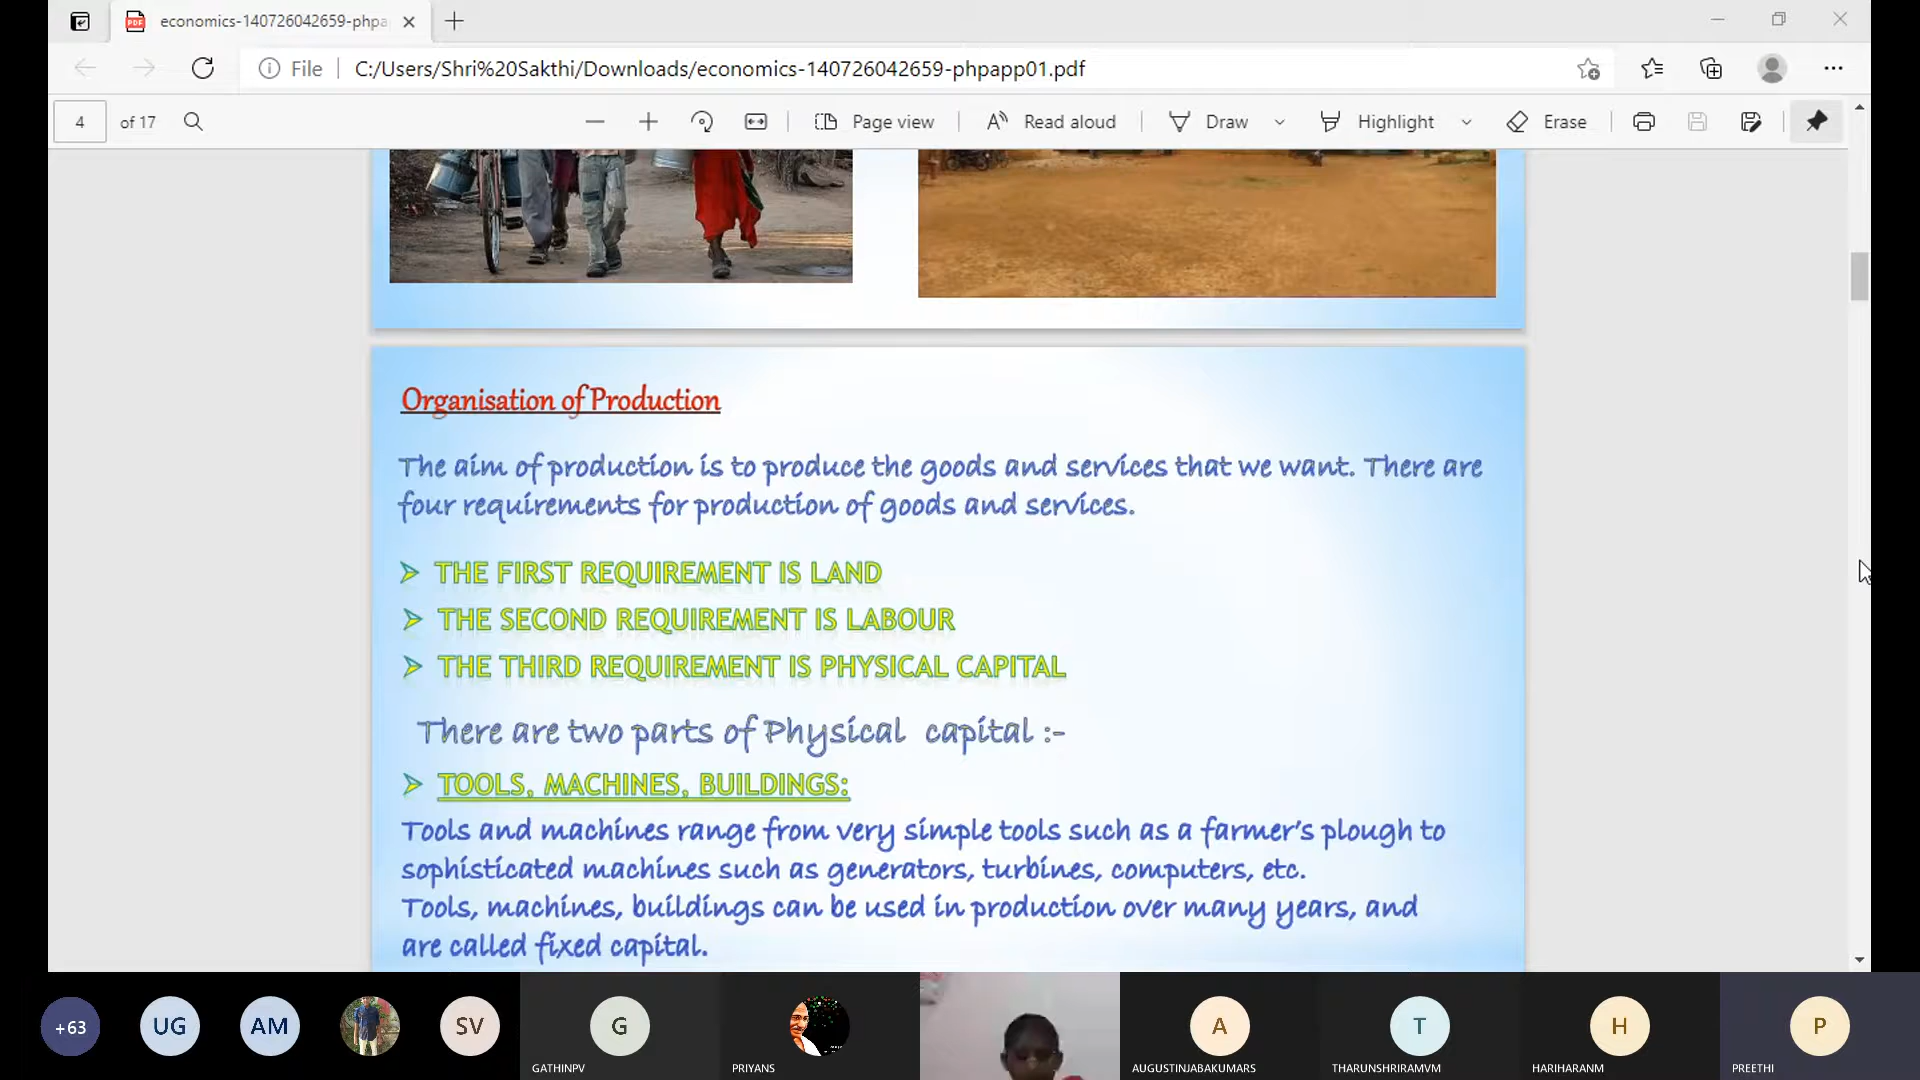 economics-140726042659-phpa
File
C:/Users/Shri%20Sakthi/Downloads/economics-140726042659-phpapp01.pdf
4 of 17
Page view
Read aloud
Draw
Highlight
Erase
Organisation of Production
The aim of production is to produce the goods and services that we want. There are
four requirements for production of goods and services.
THE FIRST REQUIREMENT IS LAND
THE SECOND REQUIREMENT IS LABOUR
THE THIRD REQUIREMENT IS PHYSICAL CAPITAL
There are two parts of Physical capital :-
TOOLS, MACHINES, BUILDINGS:
Tools and machines range from very simple tools such as a farmer's plough to
sophisticated machines such as generators, turbines, computers, etc.
Tools, machines, buildings can be used in production over many years, and
are called fixed capital.
+63
UG
AM
SV
G
A
T
H
P
GATHINPV
PRIYANS
AUGUSTINJABAKUMARS
THARUNSHRIRAMVM
HARIHARANM
PREETHI